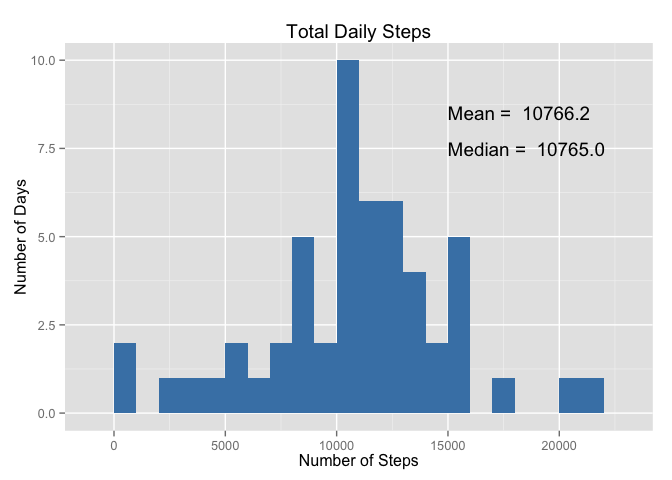 Total Daily Steps
10.0
Mean =  10766.2
7.5
Median =  10765.0
Number of Days
5.0
2.5
0.0
0 5000 10000 15000 20000
Number of Steps